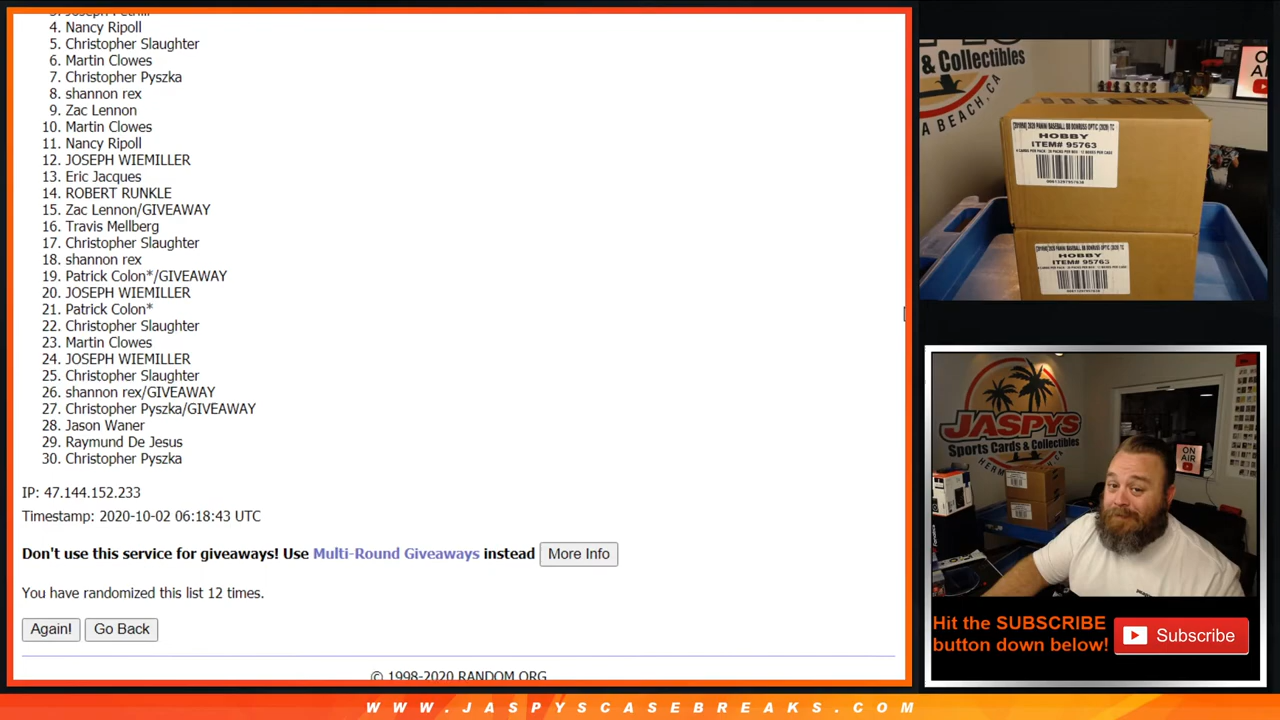 4. Nancy Ripoll
5. Christopher Slaughter
6. Martin Clowes
7. Christopher Pyszka
8. shannon rex
9. Zac Lennon
10. Martin Clowes
11. Nancy Ripoll
12. JOSEPH WIEMILLER
13. Eric Jacques
14. ROBERT RUNKLE
15. Zac Lennon/GIVEAWAY
16. Travis Mellberg
17. Christopher Slaughter
18. shannon rex
19. Patrick Colon*/GIVEAWAY
20. JOSEPH WIEMILLER
21. Patrick Colon*
22. Christopher Slaughter
23. Martin Clowes
24. JOSEPH WIEMILLER
25. Christopher Slaughter
26. shannon rex/GIVEAWAY
27. Christopher Pyszka/GIVEAWAY
28. Jason Waner
29. Raymund De Jesus
30. Christopher Pyszka
IP: 47.144.152.233
Timestamp: 2020-10-02 06:18:43 UTC
Don't use this service for giveaways! Use Multi-Round Giveaways instead More Info
You have randomized this list 12 times.
Again! Go Back
© 1998-2020 RANDOM.ORG
& Collectibles
BEACH, CA
HOBBY
ITEM# 95763
HOBBY
ITEM# 95763
JASPYS
Sports Cards & Collectibles
ON
AIR
Hit the SUBSCRIBE
button down below!
Subscribe
WWW.JASPYSCASEBREAKS.COM